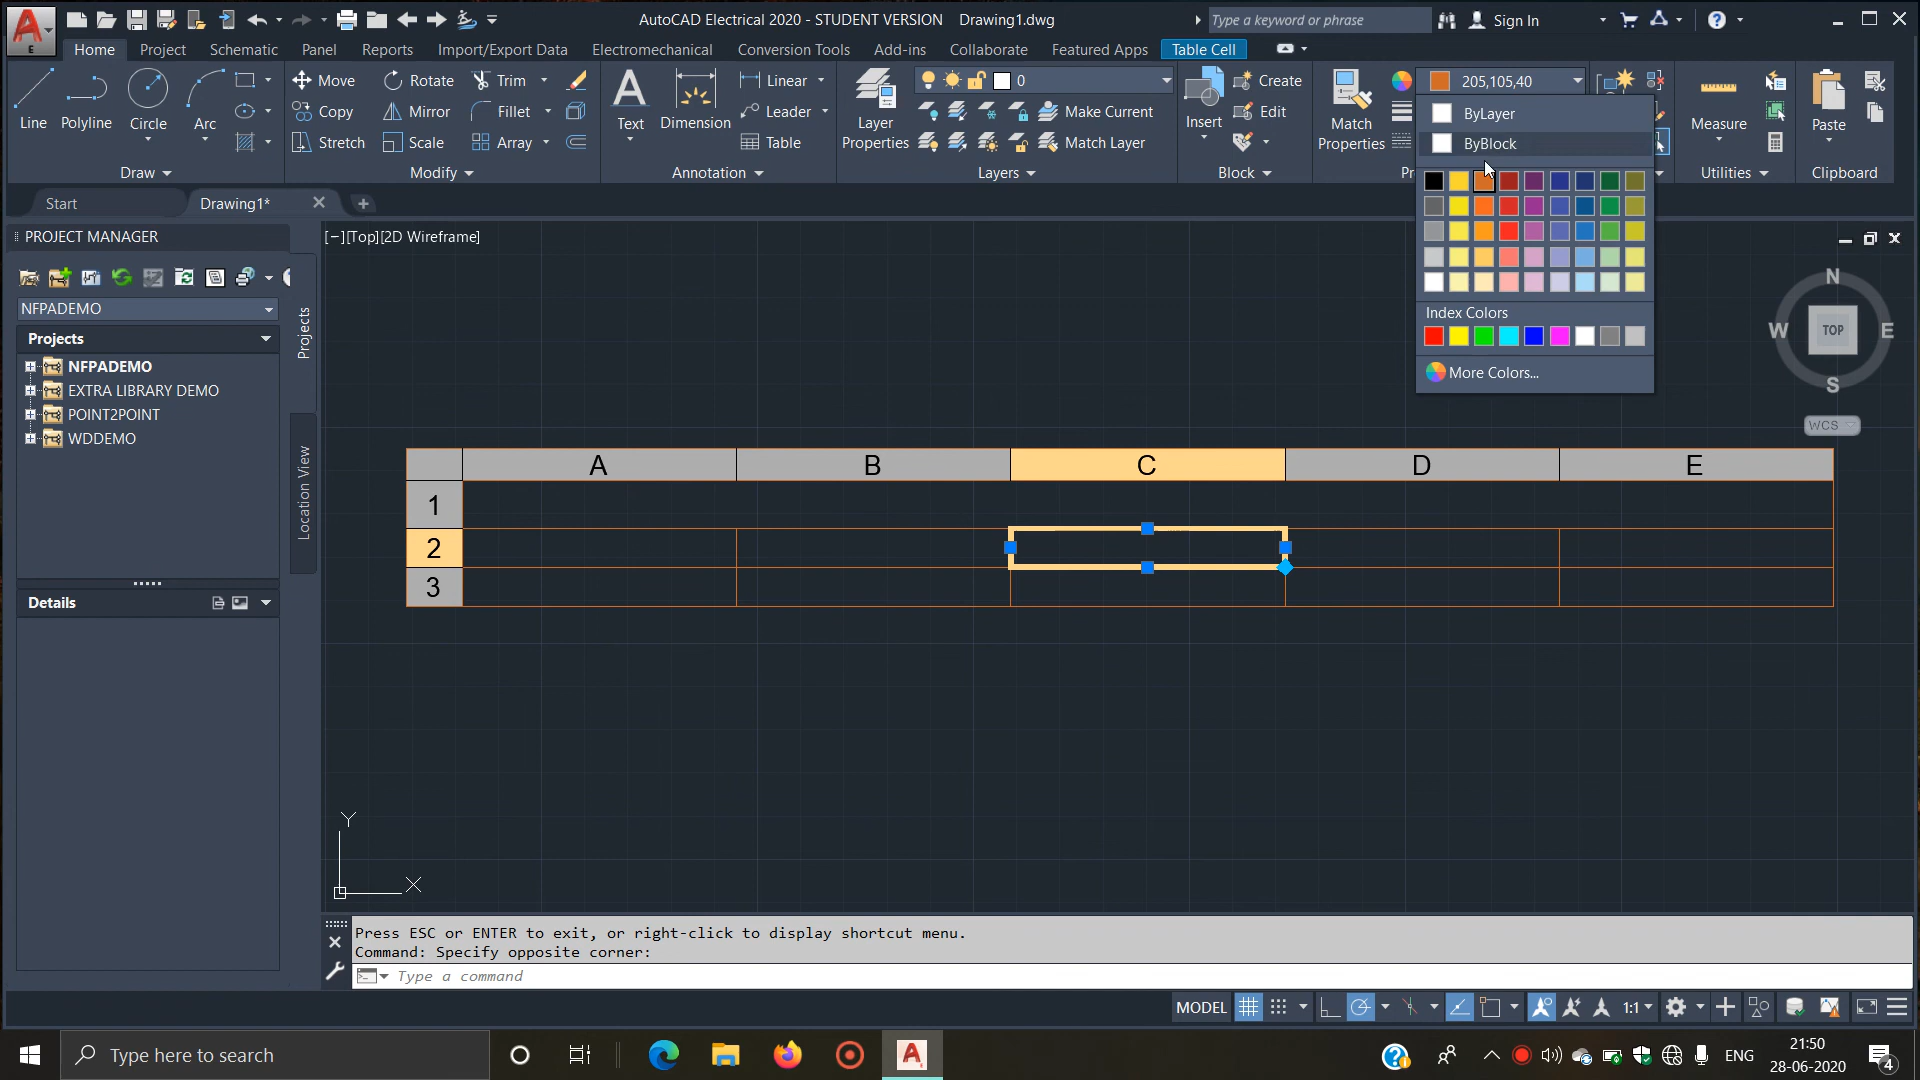 AutoCAD Electrical 2020 - STUDENT VERSION Drawing1.dwg
Type a keyword or phrase
Sign In
Home Project Schematic Panel Reports Import/Export Data Electromechanical Conversion Tools Add-ins Collaborate Featured Apps Table Cell
Line Polyline Circle Arc
Draw
Move Rotate Trim
Copy Mirror Fillet
Stretch Scale Array
Modify
Text Dimension
Linear
Leader
Table
Annotation
Layer
Properties
0
Make Current
Match Layer
Layers
Insert
Create
Edit
Block
Match
Properties
205,105,40
ByLayer
ByBlock
Index Colors
More Colors...
Measure
Utilities
Paste
Clipboard
Start Drawing1*
PROJECT MANAGER
NFPADEMO
Projects
NFPADEMO
EXTRA LIBRARY DEMO
POINT2POINT
WDDEMO
Details
Projects
Location View
[−][Top][2D Wireframe]
N
W TOP E
S
WCS
A B C D E
1
2
3
Y
X
Press ESC or ENTER to exit, or right-click to display shortcut menu.
Command: Specify opposite corner:
Type a command
MODEL 1:1
Type here to search
ENG
21:50
28-06-2020
4